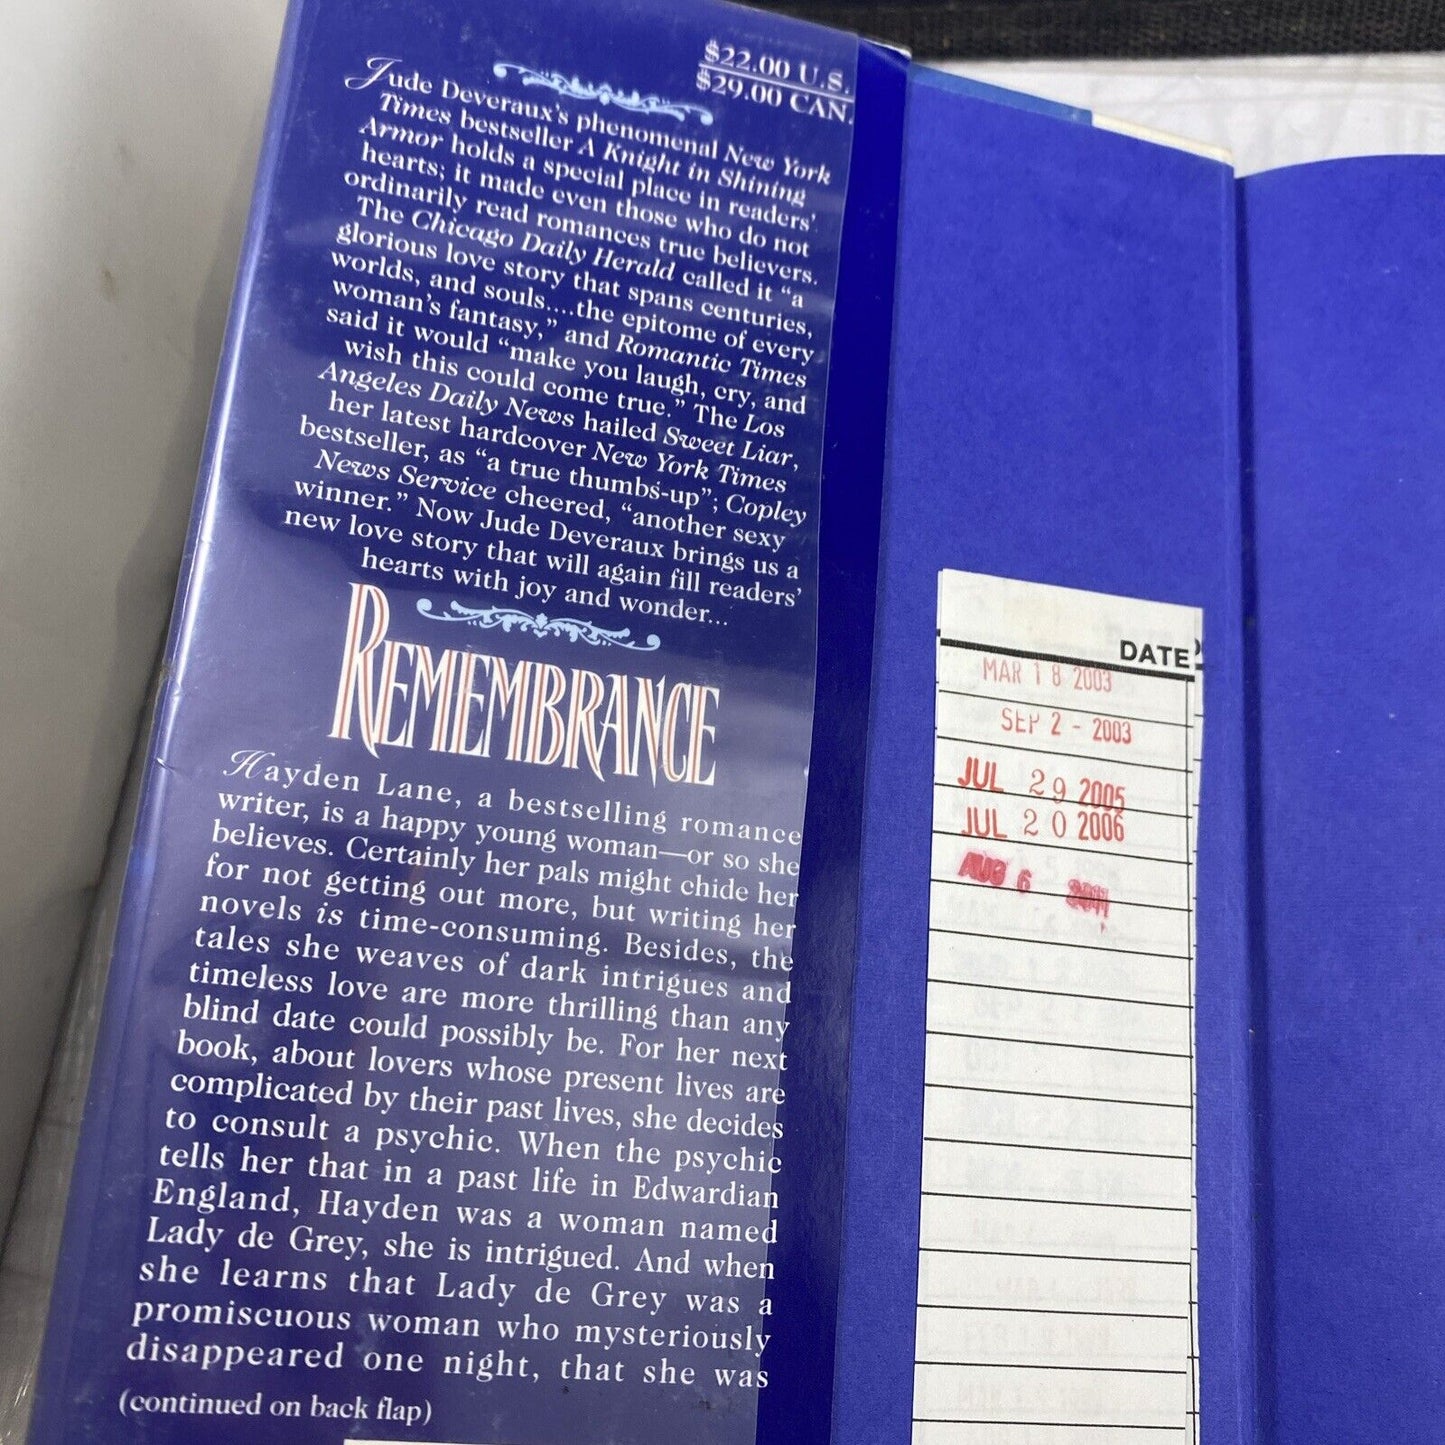 $22.00 U.S.
$29.00 CAN.
Jude Deveraux's phenomenal New York
Times bestseller A Knight in Shining
Armor holds a special place in readers'
hearts; it made even those who do not
ordinarily read romances true believers.
The Chicago Daily Herald called it “a
glorious love story that spans centuries,
worlds, and souls....the epitome of every
woman's fantasy,” and Romantic Times
said it would “make you laugh, cry, and
wish this could come true.” The Los
Angeles Daily News hailed Sweet Liar,
her latest hardcover New York Times
bestseller, as “a true thumbs-up”; Copley
News Service cheered, “another sexy
winner.” Now Jude Deveraux brings us a
new love story that will again fill readers'
hearts with joy and wonder...
REMEMBRANCE
Hayden Lane, a bestselling romance
writer, is a happy young woman—or so she
believes. Certainly her pals might chide her
for not getting out more, but writing her
novels is time-consuming. Besides, the
tales she weaves of dark intrigues and
timeless love are more thrilling than any
blind date could possibly be. For her next
book, about lovers whose present lives are
complicated by their past lives, she decides
to consult a psychic. When the psychic
tells her that in a past life in Edwardian
England, Hayden was a woman named
Lady de Grey, she is intrigued. And when
she learns that Lady de Grey was a
promiscuous woman who mysteriously
disappeared one night, that she was
(continued on back flap)
DATE
MAR 18 2003
SEP 2 - 2003
JUL 29 2005
JUL 20 2006
AUG 6 2011